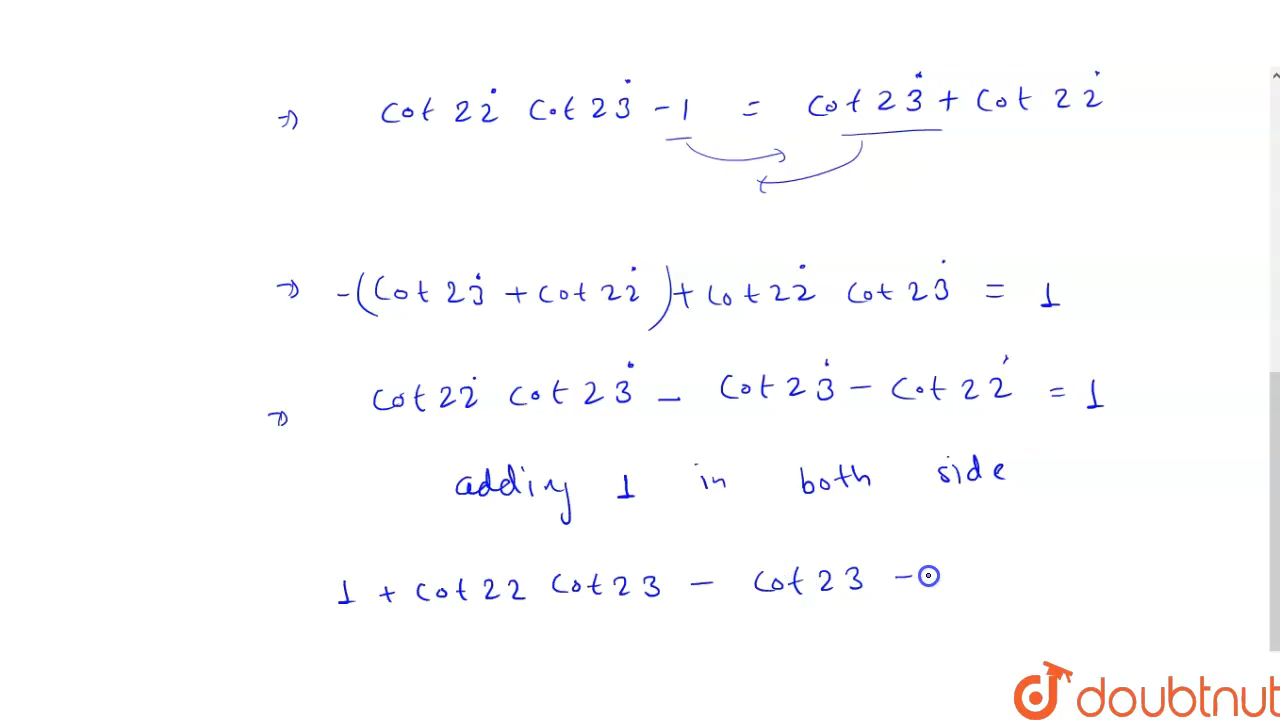 ⇒ cot 22° cot 23° - 1 = cot 23° + cot 22°
⇒ -(cot 23° + cot 22°) + cot 22° cot 23° = 1
⇒ cot 22° cot 23° - cot 23° - cot 22° = 1
adding 1 in both side
1 + cot 22 cot 23 - cot 23 -
doubtnut